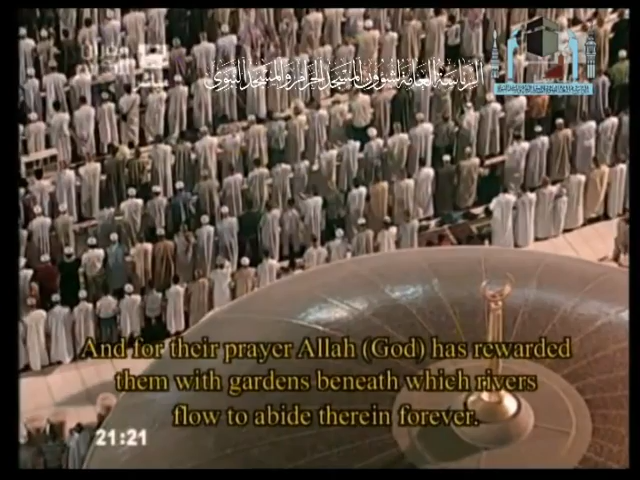 الرئاسة العامة لشؤون المسجد الحرام والمسجد النبوي
مباشر
And for their prayer Allah (God) has rewarded
them with gardens beneath which rivers
flow to abide therein forever.
21:21